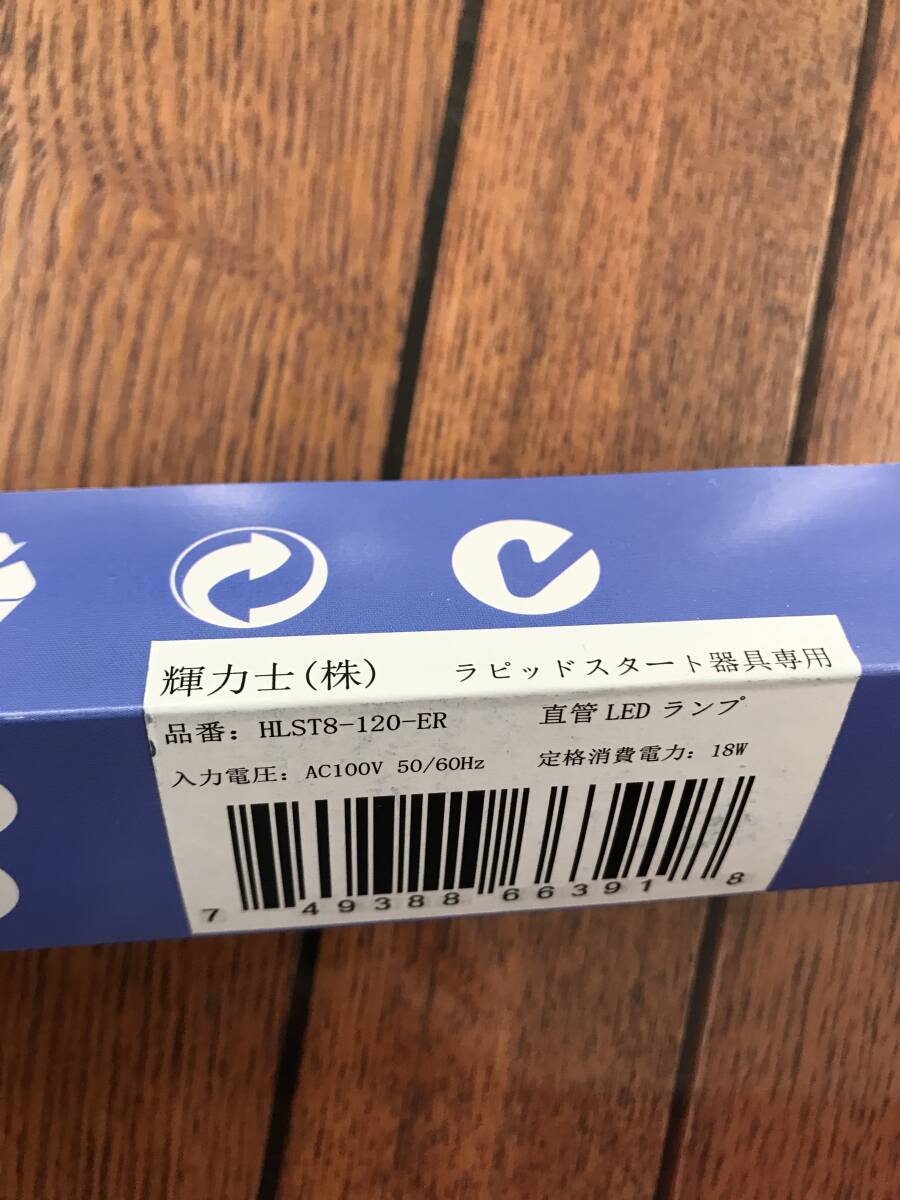 輝力士(株) ラピッドスタート器具専用
品番: HLST8-120-ER 直管 LED ランプ
入力電圧: AC100V 50/60Hz 定格消費電力: 18W
7 49388 66391 8